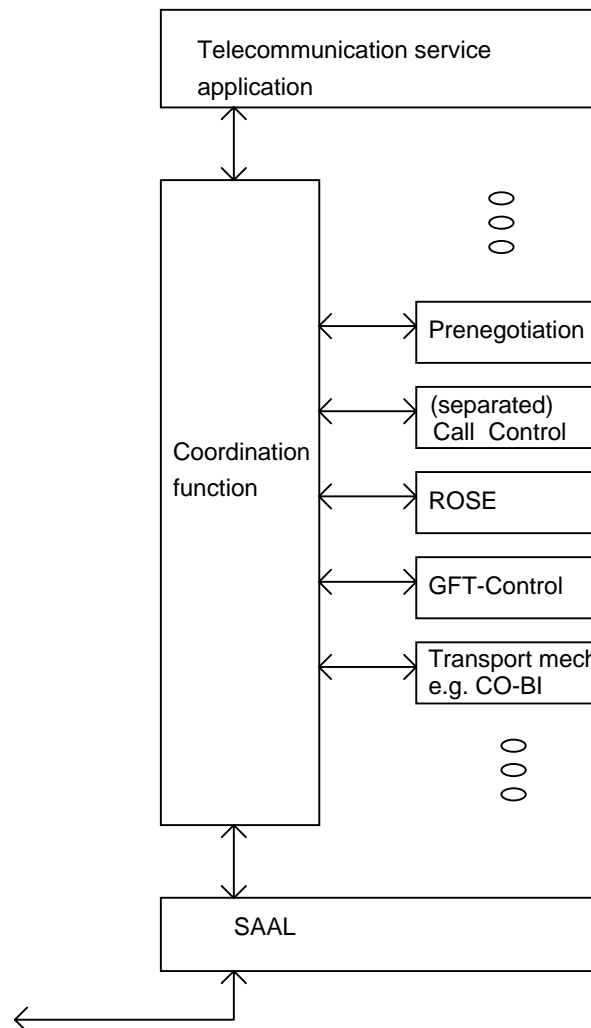 Telecommunication service
application
Prenegotiation
(separated)
Call Control
Coordination
function
ROSE
GFT-Control
Transport mech
e.g. CO-BI
SAAL